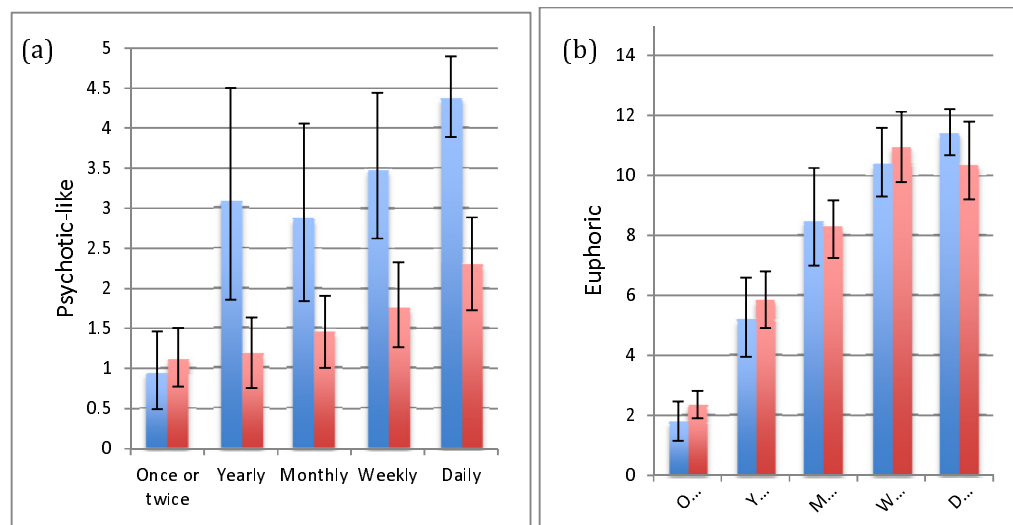 (a)
Psychotic-like
5
4.5
4
3.5
3
2.5
2
1.5
1
0.5
0
Once or
twice
Yearly
Monthly
Weekly
Daily
(b)
Euphoric
14
12
10
8
6
4
2
0
O...
Y...
M...
W...
D...